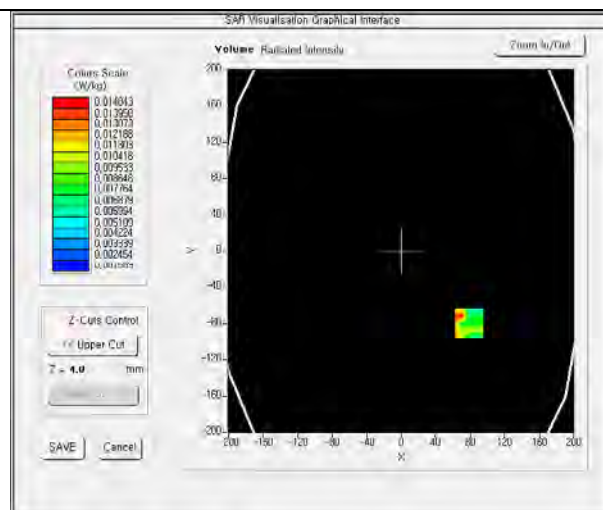 SAR Visualisation Graphical Interface
Volume Radiated Intensity
Zoom In/Out
Colors Scale
(W/kg)
0.014843
0.013958
0.013073
0.012188
0.011303
0.010418
0.009533
0.008648
0.007764
0.006879
0.005994
0.005109
0.004224
0.003339
0.002454
200
160
120
80
40
0
-40
-80
-120
-160
-200
Y
Z-Cuts Control
Upper Cut
Z = 4.0 mm
SAVE
Cancel
-200 -160 -120 -80 -40 0 40 80 120 160 200
X